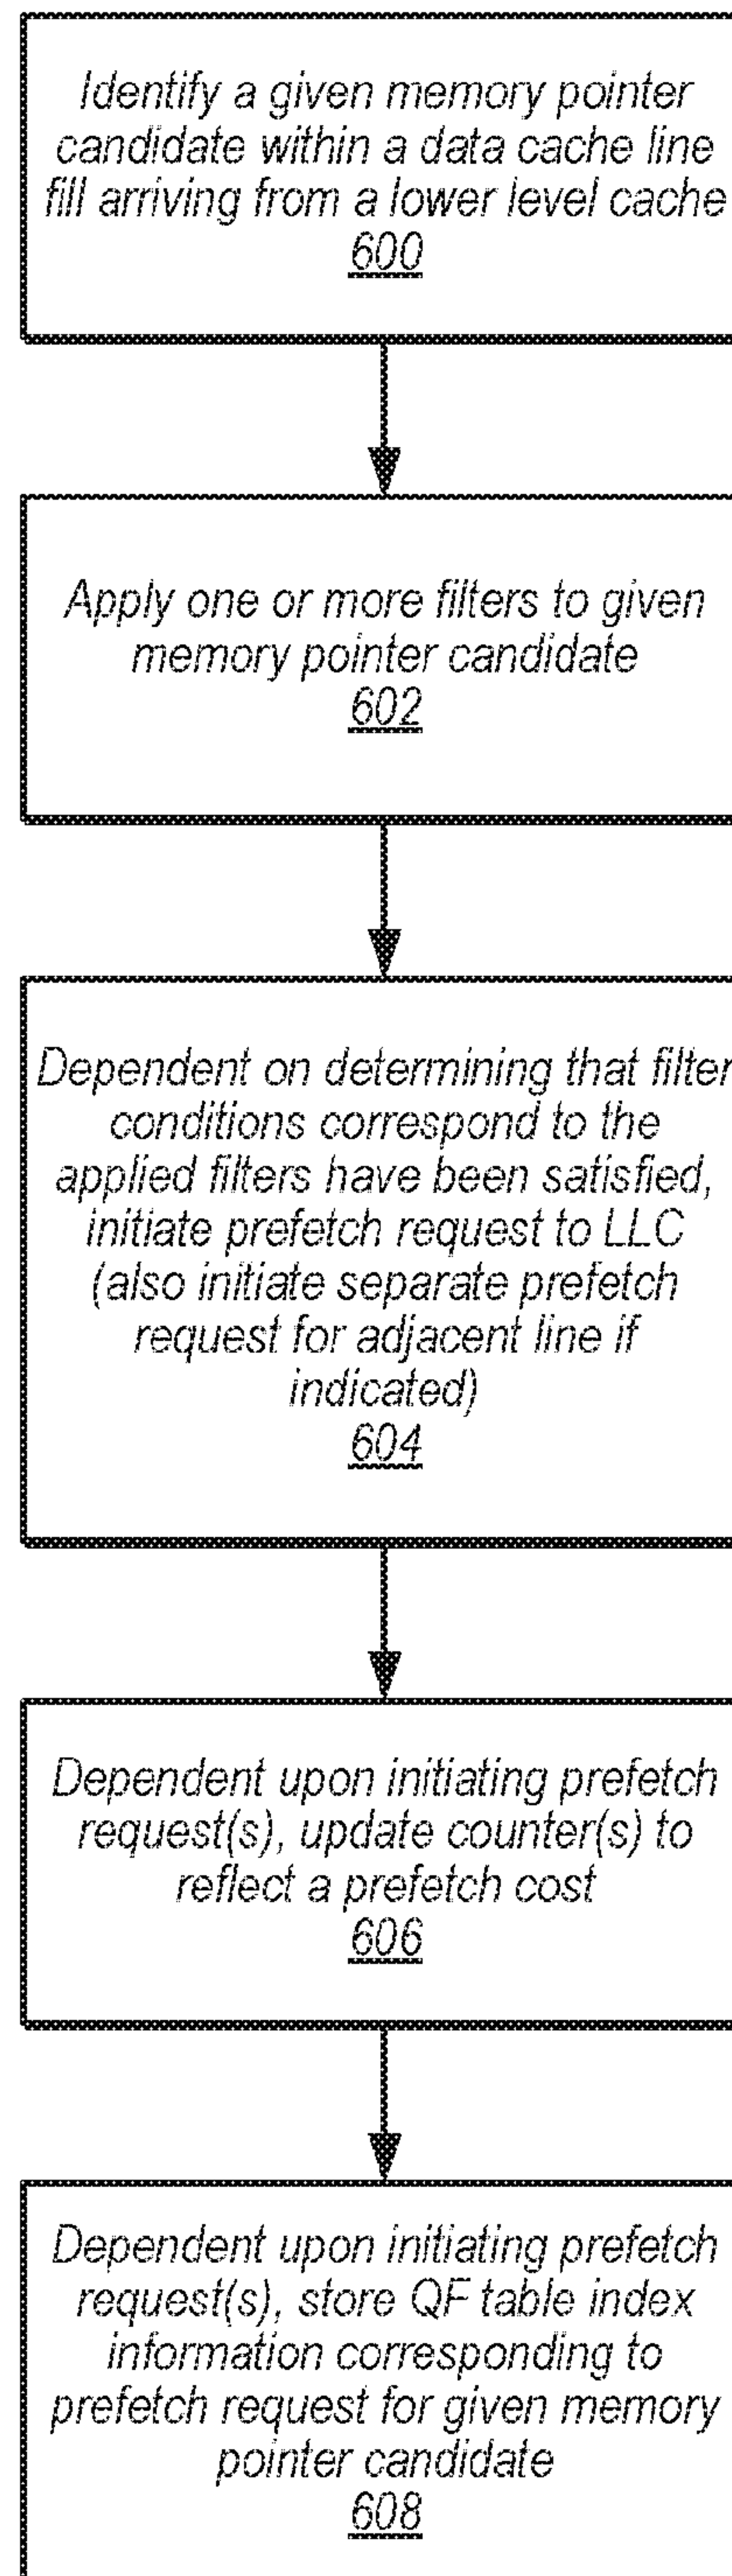 Identify a given memory pointer
candidate within a data cache line
fill arriving from a lower level cache
600
Apply one or more filters to given
memory pointer candidate
602
Dependent on determining that filter
conditions correspond to the
applied filters have been satisfied,
initiate prefetch request to LLC
(also initiate separate prefetch
request for adjacent line if
indicated)
604
Dependent upon initiating prefetch
request(s), update counter(s) to
reflect a prefetch cost
606
Dependent upon initiating prefetch
request(s), store QF table index
information corresponding to
prefetch request for given memory
pointer candidate
608